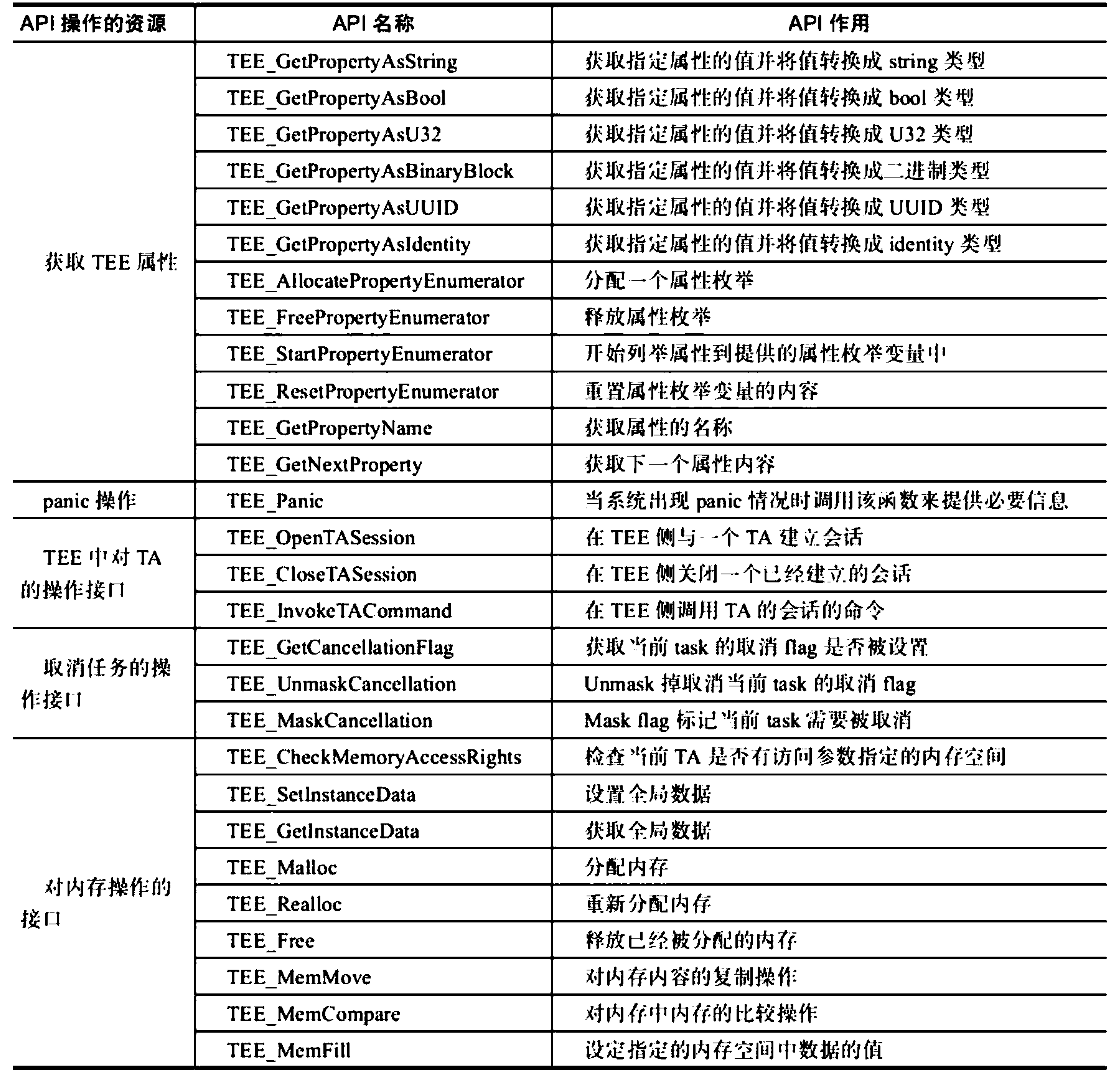 API 操作的资源 API 名称 API 作用
获取 TEE 属性
TEE_GetPropertyAsString 获取指定属性的值并将值转换成 string 类型
TEE_GetPropertyAsBool 获取指定属性的值并将值转换成 bool 类型
TEE_GetPropertyAsU32 获取指定属性的值并将值转换成 U32 类型
TEE_GetPropertyAsBinaryBlock 获取指定属性的值并将值转换成二进制类型
TEE_GetPropertyAsUUID 获取指定属性的值并将值转换成 UUID 类型
TEE_GetPropertyAsIdentity 获取指定属性的值并将值转换成 identity 类型
TEE_AllocatePropertyEnumerator 分配一个属性枚举
TEE_FreePropertyEnumerator 释放属性枚举
TEE_StartPropertyEnumerator 开始列举属性到提供的属性枚举变量中
TEE_ResetPropertyEnumerator 重置属性枚举变量的内容
TEE_GetPropertyName 获取属性的名称
TEE_GetNextProperty 获取下一个属性内容
panic 操作 TEE_Panic 当系统出现 panic 情况时调用该函数来提供必要信息
TEE 中对 TA
的操作接口
TEE_OpenTASession 在 TEE 侧与一个 TA 建立会话
TEE_CloseTASession 在 TEE 侧关闭一个已经建立的会话
TEE_InvokeTACommand 在 TEE 侧调用 TA 的会话的命令
取消任务的操
作接口
TEE_GetCancellationFlag 获取当前 task 的取消 flag 是否被设置
TEE_UnmaskCancellation Unmask 掉取消当前 task 的取消 flag
TEE_MaskCancellation Mask flag 标记当前 task 需要被取消
对内存操作的
接口
TEE_CheckMemoryAccessRights 检查当前 TA 是否有访问参数指定的内存空间
TEE_SetInstanceData 设置全局数据
TEE_GetInstanceData 获取全局数据
TEE_Malloc 分配内存
TEE_Realloc 重新分配内存
TEE_Free 释放已经被分配的内存
TEE_MemMove 对内存内容的复制操作
TEE_MemCompare 对内存中内存的比较操作
TEE_MemFill 设定指定的内存空间中数据的值